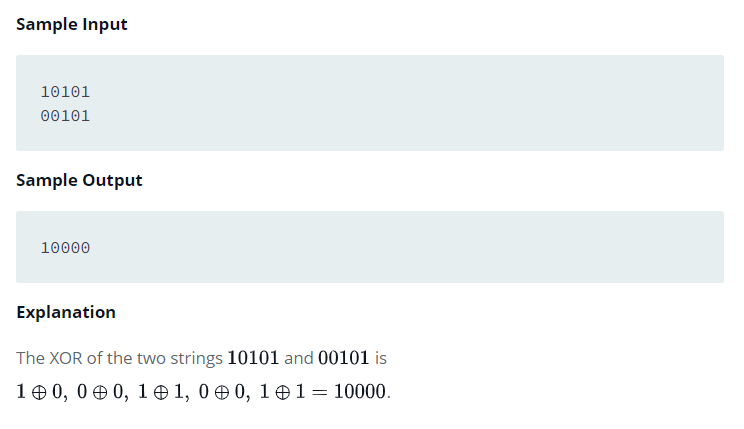 Sample Input
10101
00101
Sample Output
10000
Explanation
The XOR of the two strings 10101 and 00101 is
1 ⊕ 0, 0 ⊕ 0, 1 ⊕ 1, 0 ⊕ 0, 1 ⊕ 1 = 10000.